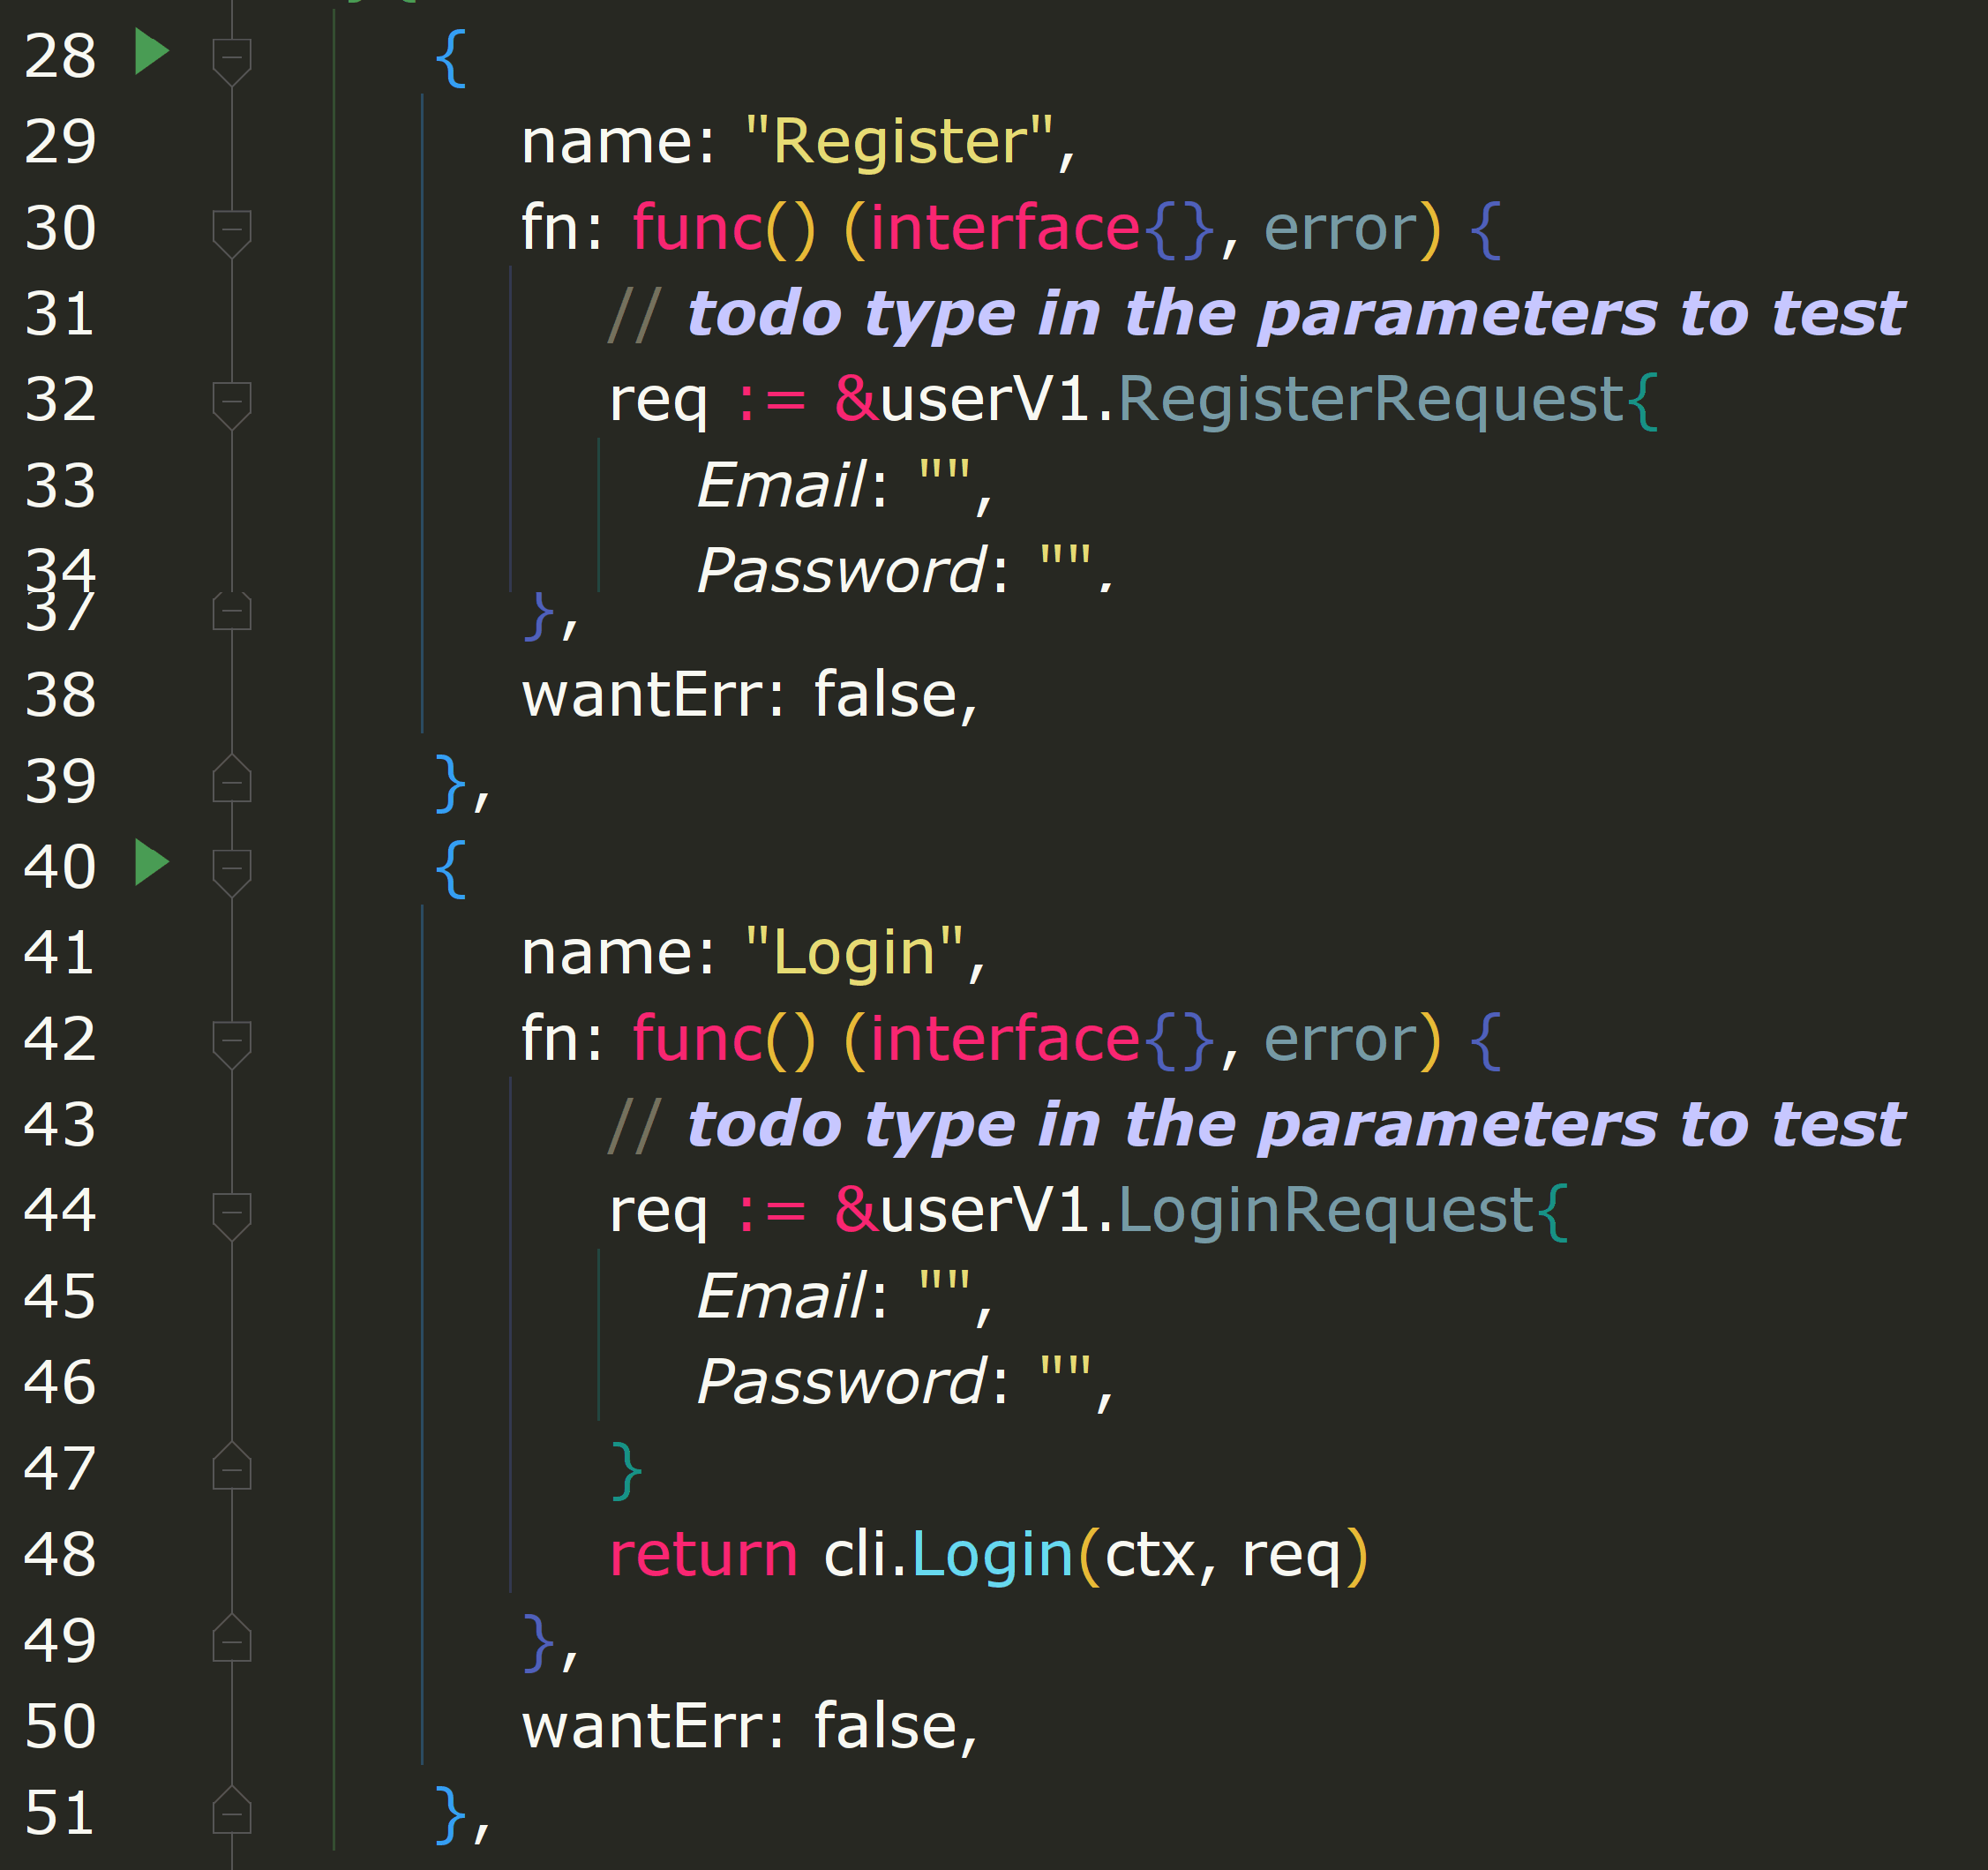 28 {
29 name: "Register",
30 fn: func() (interface{}, error) {
31 // todo type in the parameters to test
32 req := &userV1.RegisterRequest{
33 Email: "",
34 Password: "",
37 },
38 wantErr: false,
39 },
40 {
41 name: "Login",
42 fn: func() (interface{}, error) {
43 // todo type in the parameters to test
44 req := &userV1.LoginRequest{
45 Email: "",
46 Password: "",
47 }
48 return cli.Login(ctx, req)
49 },
50 wantErr: false,
51 },